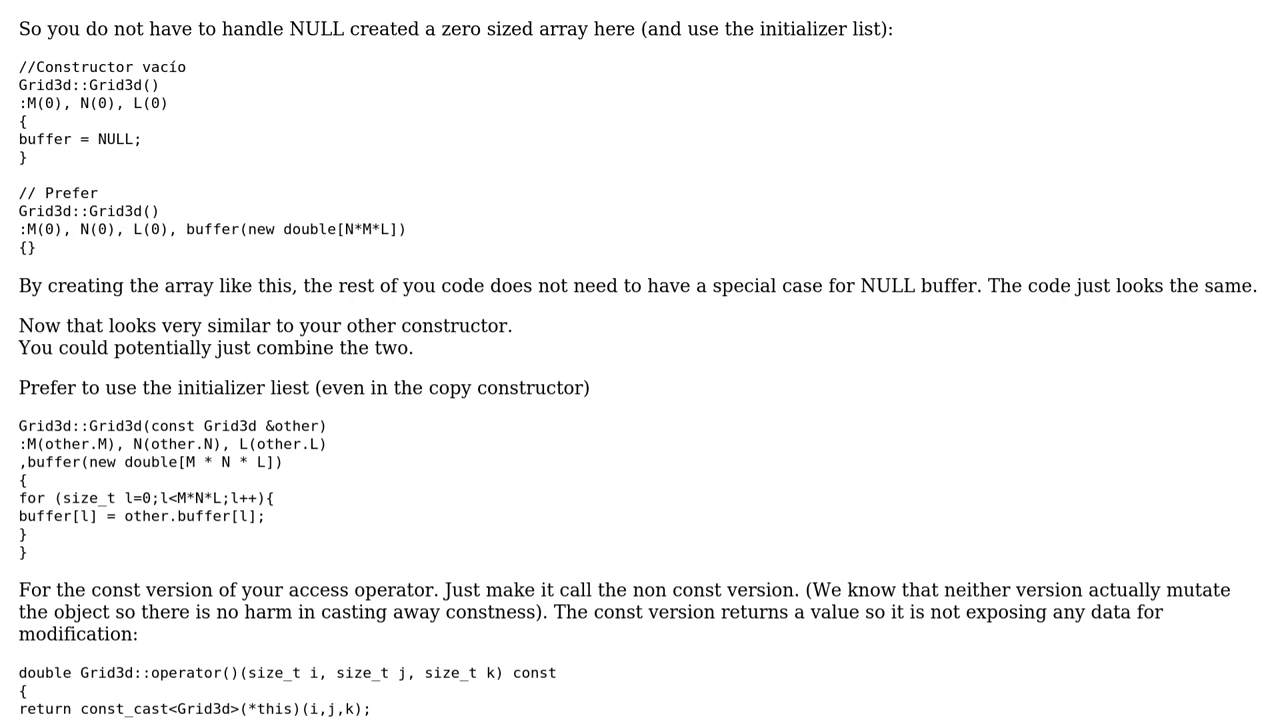 So you do not have to handle NULL created a zero sized array here (and use the initializer list):
//Constructor vacío
Grid3d::Grid3d()
:M(0), N(0), L(0)
{
buffer = NULL;
}
// Prefer
Grid3d::Grid3d()
:M(0), N(0), L(0), buffer(new double[N*M*L])
{}
By creating the array like this, the rest of you code does not need to have a special case for NULL buffer. The code just looks the same.
Now that looks very similar to your other constructor.
You could potentially just combine the two.
Prefer to use the initializer liest (even in the copy constructor)
Grid3d::Grid3d(const Grid3d &other)
:M(other.M), N(other.N), L(other.L)
,buffer(new double[M * N * L])
{
for (size_t l=0;l<M*N*L;l++){
buffer[l] = other.buffer[l];
}
}
For the const version of your access operator. Just make it call the non const version. (We know that neither version actually mutate
the object so there is no harm in casting away constness). The const version returns a value so it is not exposing any data for
modification:
double Grid3d::operator()(size_t i, size_t j, size_t k) const
{
return const_cast<Grid3d>(*this)(i,j,k);